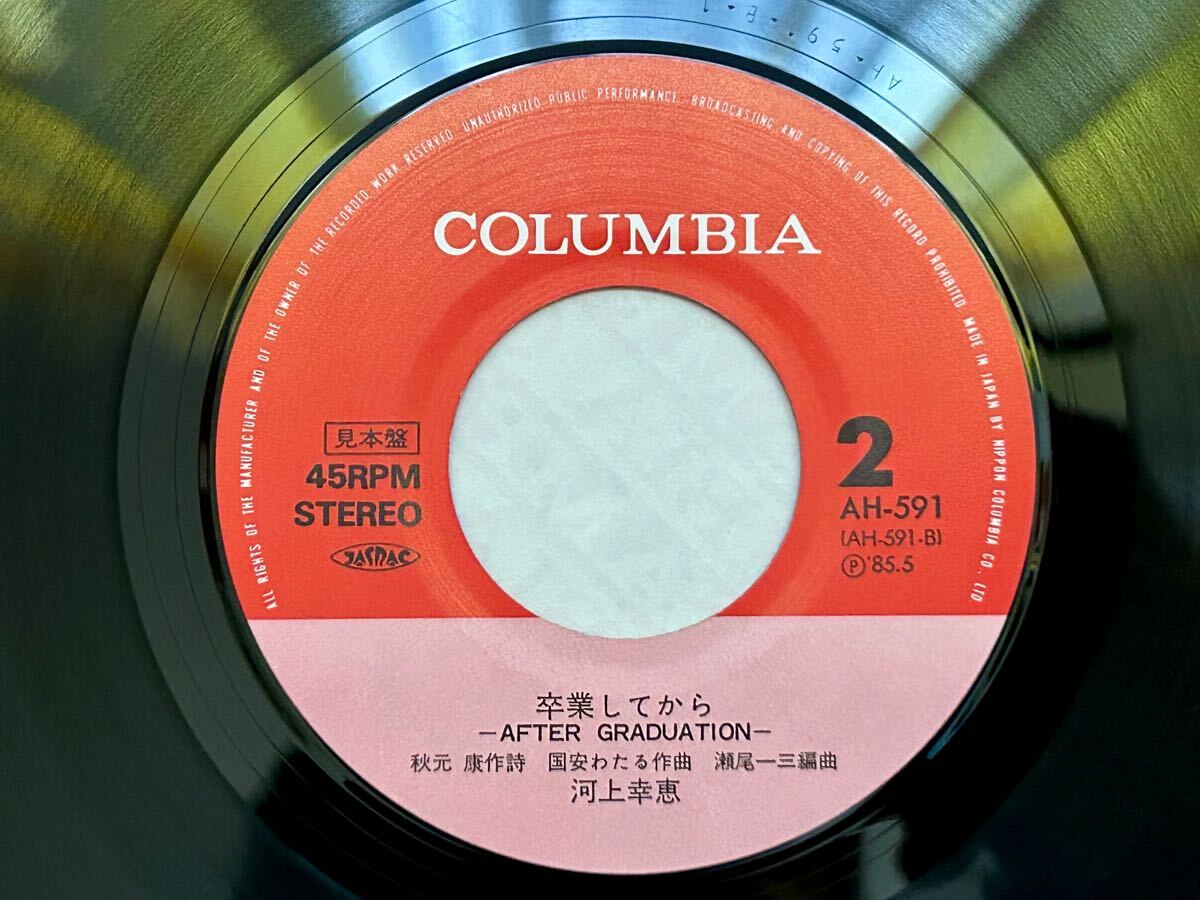 AH-591-B-1
ALL RIGHTS OF THE MANUFACTURER AND OF THE OWNER OF THE RECORDED WORK RESERVED UNAUTHORIZED PUBLIC PERFORMANCE, BROADCASTING AND COPYING OF THIS RECORD PROHIBITED MADE IN JAPAN BY NIPPON COLUMBIA CO., LTD.
COLUMBIA
見本盤
45RPM
STEREO
JASRAC
2
AH-591
(AH-591-B)
Ⓟ'85.5
卒業してから
—AFTER GRADUATION—
秋元 康作詩 国安わたる作曲 瀬尾一三編曲
河上幸恵